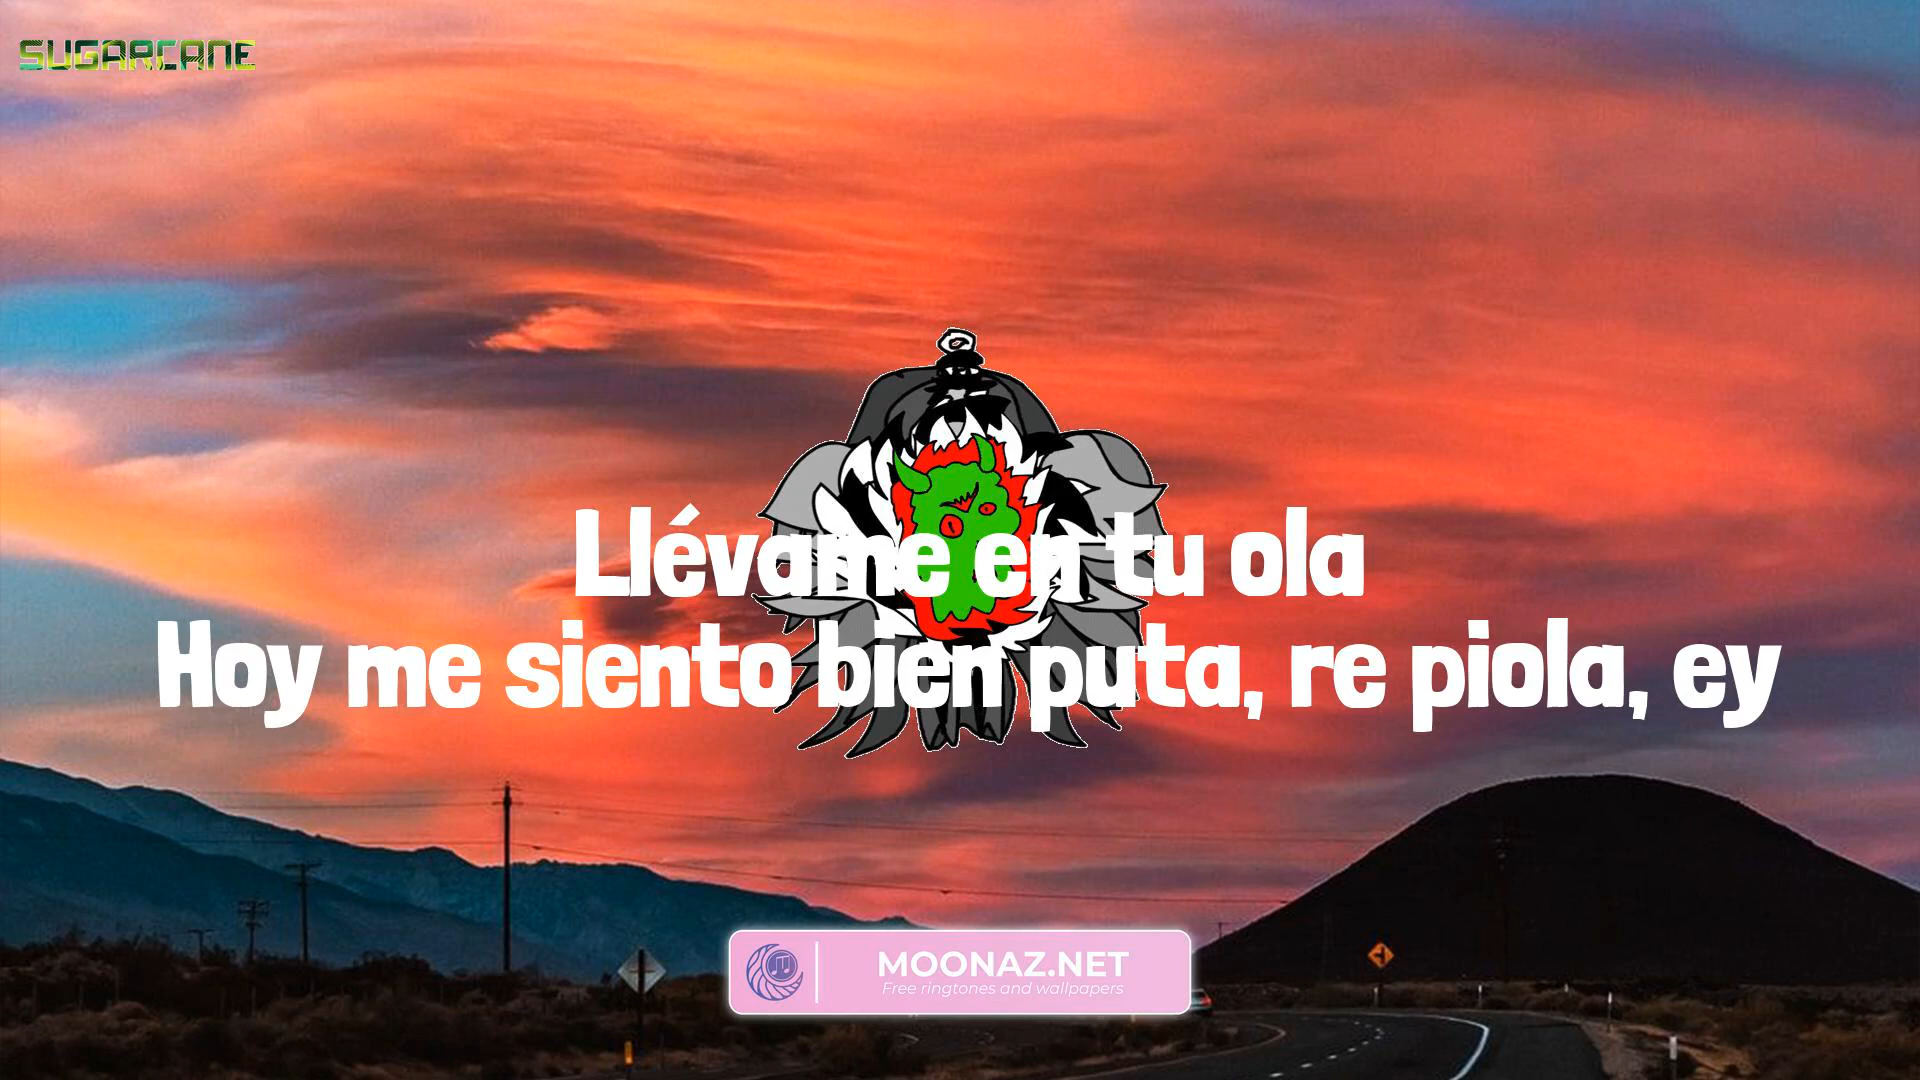 SUGARCANE
Llévame en tu ola
Hoy me siento bien puta, re piola, ey
MOONAZ.NET
Free ringtones and wallpapers